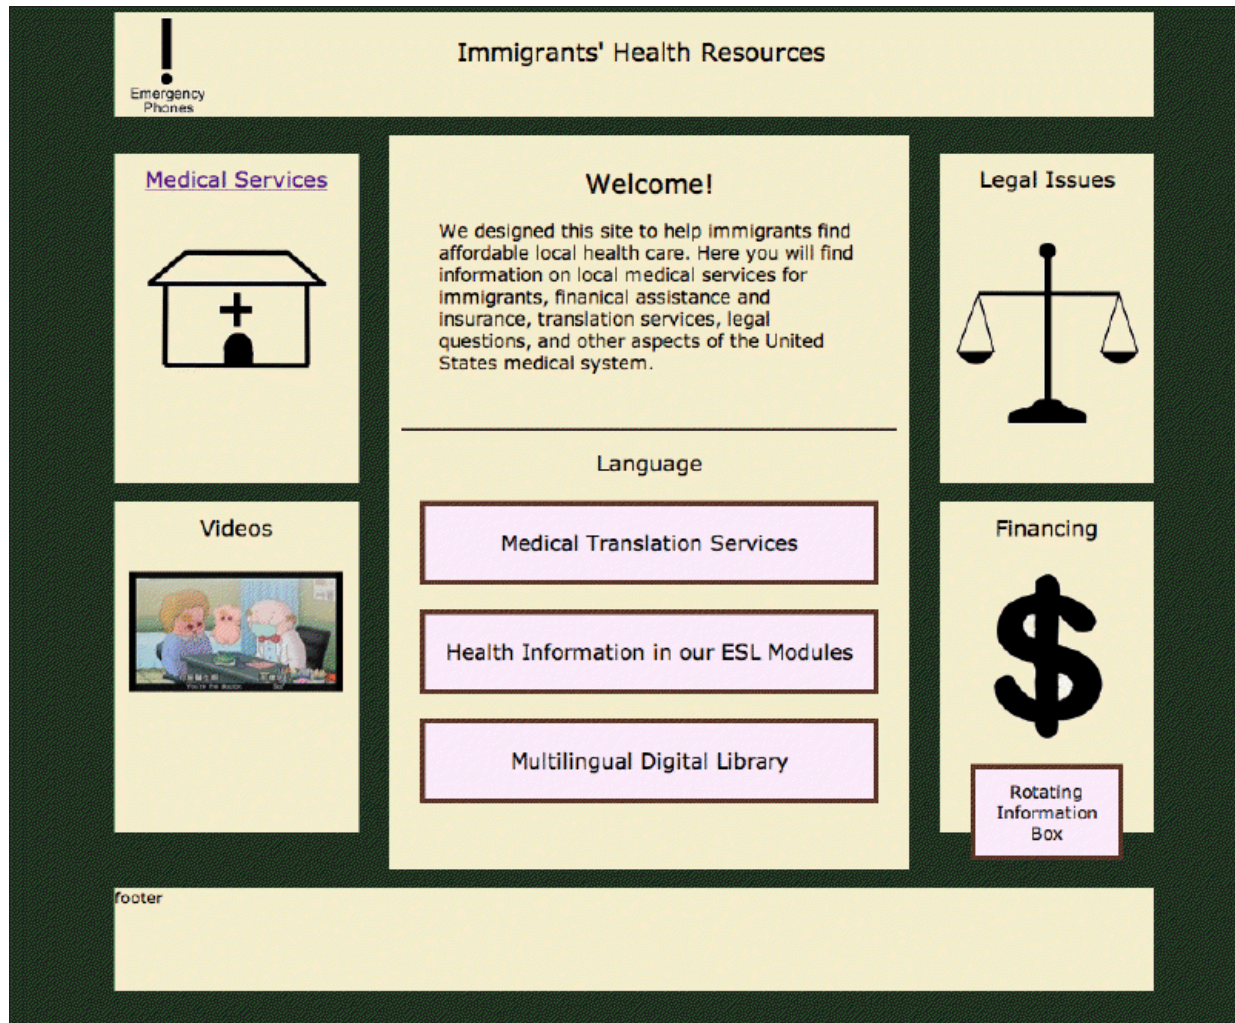 Emergency
Phones
Immigrants' Health Resources
Medical Services
Welcome!
We designed this site to help immigrants find
affordable local health care. Here you will find
information on local medical services for
immigrants, finanical assistance and
insurance, translation services, legal
questions, and other aspects of the United
States medical system.
Legal Issues
Language
Medical Translation Services
Health Information in our ESL Modules
Multilingual Digital Library
Videos
Financing
Rotating
Information
Box
footer